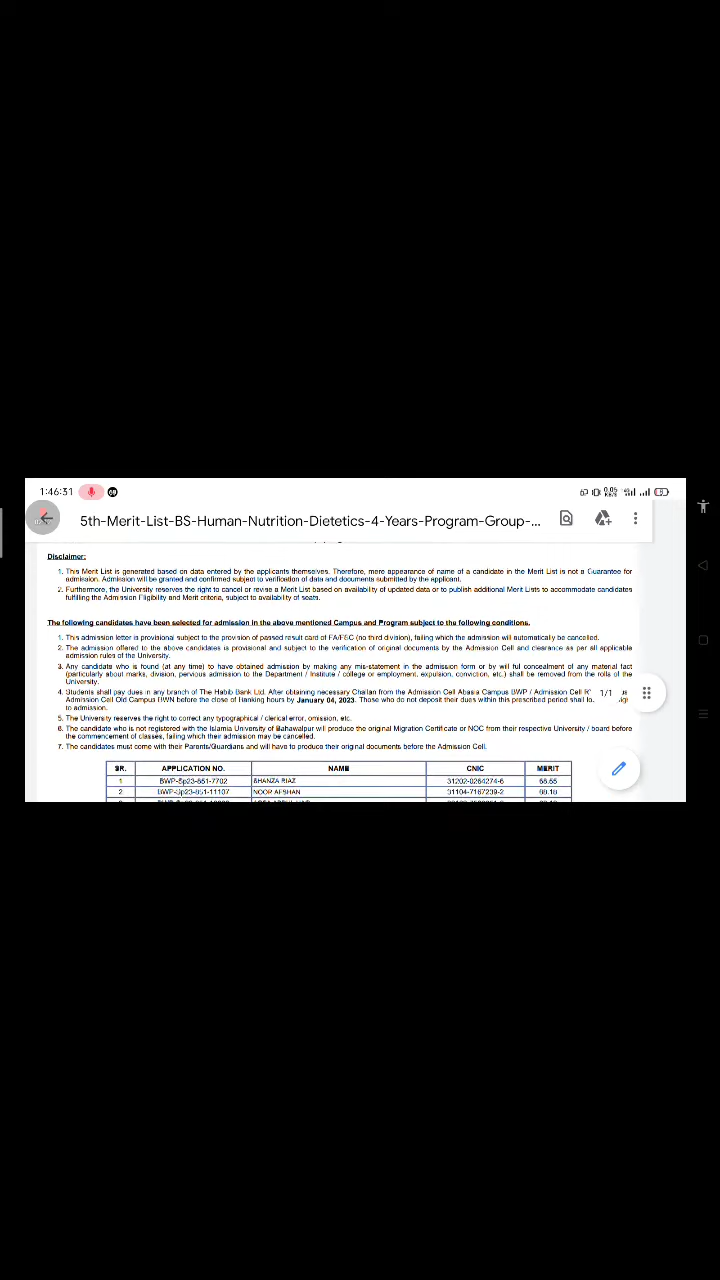 1:46:31
0.05
KB/S
5th-Merit-List-BS-Human-Nutrition-Dietetics-4-Years-Program-Group-...
Disclaimer:
1. This Merit List is generated based on data entered by the applicants themselves. Therefore, mere appearance of name of a candidate in the Merit List is not a Guarantee for
admission. Admission will be granted and confirmed subject to verification of data and documents submitted by the applicant.
2. Furthermore, the University reserves the right to cancel or revise a Merit List based on availability of updated data or to publish additional Merit Lists to accommodate candidates
fulfilling the Admission Eligibility and Merit criteria, subject to availability of seats.
The following candidates have been selected for admission in the above mentioned Campus and Program subject to the following conditions.
1. This admission letter is provisional subject to the provision of passed result card of FA/FSC (no third division), failing which the admission will automatically be cancelled.
2. The admission offered to the above candidates is provisional and subject to the verification of original documents by the Admission Cell and clearance as per all applicable
admission rules of the University.
3. Any candidate who is found (at any time) to have obtained admission by making any mis-statement in the admission form or by will ful concealment of any material fact
(particularly about marks, division, pervious admission to the Department / Institute / college or employment, expulsion, conviction, etc.) shall be removed from the rolls of the
University.
4. Students shall pay dues in any branch of The Habib Bank Ltd. After obtaining necessary Challan from the Admission Cell Abasia Campus BWP / Admission Cell R
Admission Cell Old Campus BWN before the close of Banking hours by January 04, 2023. Those who do not deposit their dues within this prescribed period shall lo
to admission.
1/1
5. The University reserves the right to correct any typographical / clerical error, omission, etc.
6. The candidate who is not registered with the Islamia University of Bahawalpur will produce the original Migration Certificate or NOC from their respective University / board before
the commencement of classes, failing which their admission may be cancelled.
7. The candidates must come with their Parents/Guardians and will have to produce their original documents before the Admission Cell.
SR. APPLICATION NO. NAME CNIC MERIT
1 BWP-Sp23-851-7702 SHANZA RIAZ 31202-0264274-6 68.55
2 BWP-Sp23-851-11107 NOOR AFSHAN 31104-7167239-2 68.18